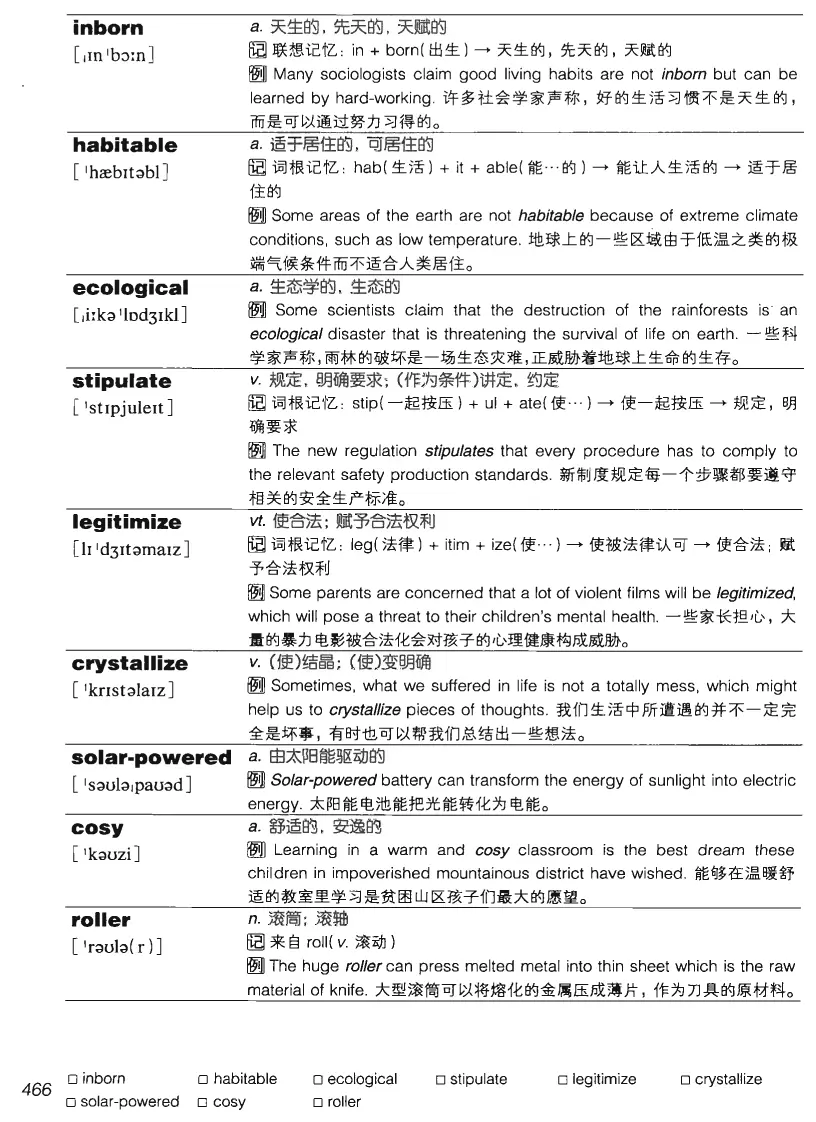 inborn
[ˌɪnˈbɔːn]
a. 天生的，先天的，天赋的
[记] 联想记忆：in + born(出生) → 天生的，先天的，天赋的
[例] Many sociologists claim good living habits are not inborn but can be
learned by hard-working. 许多社会学家声称，好的生活习惯不是天生的，
而是可以通过努力习得的。
habitable
[ˈhæbɪtəbl]
a. 适于居住的，可居住的
[记] 词根记忆：hab(生活) + it + able(能…的) → 能让人生活的 → 适于居
住的
[例] Some areas of the earth are not habitable because of extreme climate
conditions, such as low temperature. 地球上的一些区域由于低温之类的极
端气候条件而不适合人类居住。
ecological
[ˌiːkəˈlɒdʒɪkl]
a. 生态学的，生态的
[例] Some scientists claim that the destruction of the rainforests is an
ecological disaster that is threatening the survival of life on earth. 一些科
学家声称，雨林的破坏是一场生态灾难，正威胁着地球上生命的生存。
stipulate
[ˈstɪpjuleɪt]
v. 规定，明确要求；(作为条件)讲定，约定
[记] 词根记忆：stip(一起按压) + ul + ate(使…) → 使一起按压 → 规定，明
确要求
[例] The new regulation stipulates that every procedure has to comply to
the relevant safety production standards. 新制度规定每一个步骤都要遵守
相关的安全生产标准。
legitimize
[lɪˈdʒɪtəmaɪz]
vt. 使合法；赋予合法权利
[记] 词根记忆：leg(法律) + itim + ize(使…) → 使被法律认可 → 使合法；赋
予合法权利
[例] Some parents are concerned that a lot of violent films will be legitimized,
which will pose a threat to their children's mental health. 一些家长担心，大
量的暴力电影被合法化会对孩子的心理健康构成威胁。
crystallize
[ˈkrɪstəlaɪz]
v. (使)结晶；(使)变明确
[例] Sometimes, what we suffered in life is not a totally mess, which might
help us to crystallize pieces of thoughts. 我们生活中所遭遇的并不一定完
全是坏事，有时也可以帮我们总结出一些想法。
solar-powered
[ˈsəʊləˌpaʊəd]
a. 由太阳能驱动的
[例] Solar-powered battery can transform the energy of sunlight into electric
energy. 太阳能电池能把光能转化为电能。
cosy
[ˈkəʊzi]
a. 舒适的，安逸的
[例] Learning in a warm and cosy classroom is the best dream these
children in impoverished mountainous district have wished. 能够在温暖舒
适的教室里学习是贫困山区孩子们最大的愿望。
roller
[ˈrəʊlə(r)]
n. 滚筒；滚轴
[记] 来自 roll(v. 滚动)
[例] The huge roller can press melted metal into thin sheet which is the raw
material of knife. 大型滚筒可以将熔化的金属压成薄片，作为刀具的原材料。
466
□ inborn □ habitable □ ecological □ stipulate □ legitimize □ crystallize
□ solar-powered □ cosy □ roller